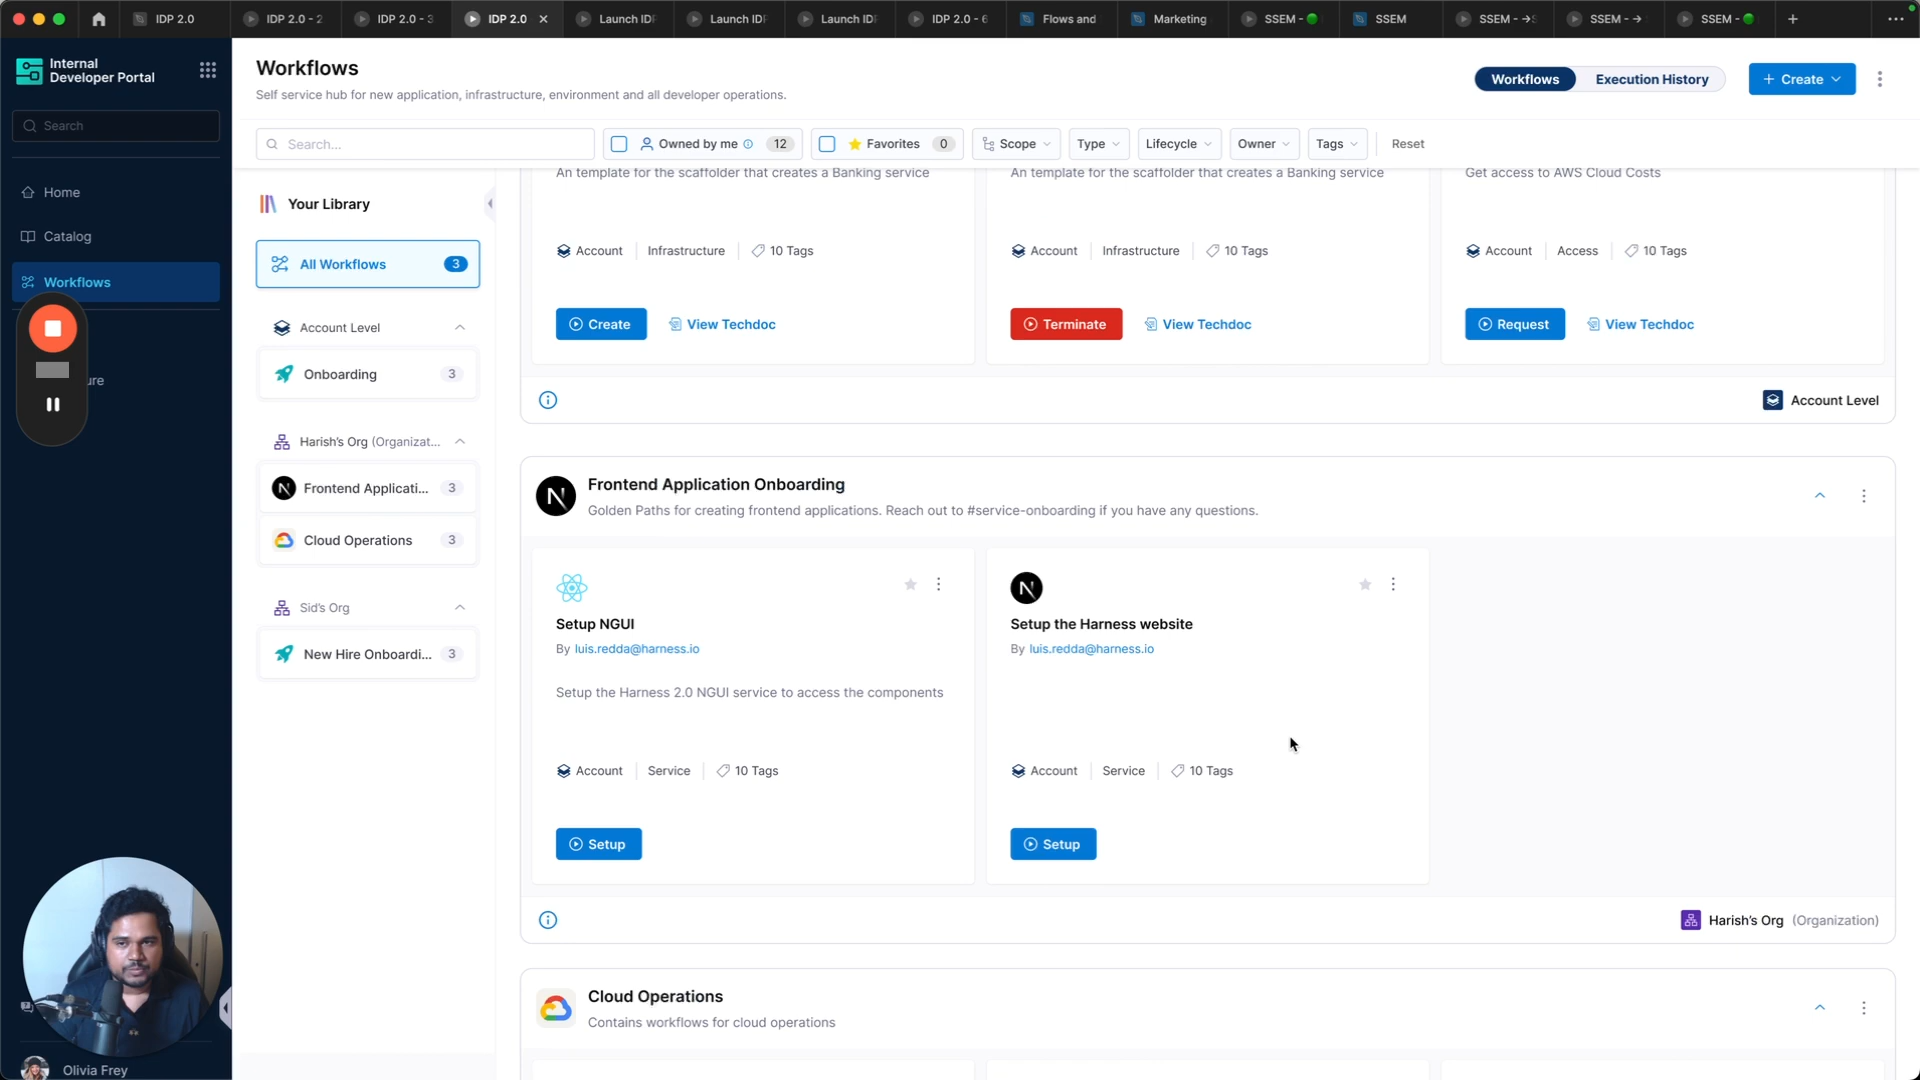 IDP 2.0
IDP 2.0 - 2
IDP 2.0 - 3
IDP 2.0
Launch IDF
Launch IDF
Launch IDF
IDP 2.0 - 6
Flows and
Marketing
SSEM -
SSEM
SSEM - →
SSEM - →
SSEM -
Internal
Developer Portal
Search
Home
Catalog
Workflows
ure
Olivia Frey
Workflows
Self service hub for new application, infrastructure, environment and all developer operations.
Workflows
Execution History
+ Create
Search...
Owned by me 12
Favorites 0
Scope
Type
Lifecycle
Owner
Tags
Reset
Your Library
All Workflows 3
Account Level
Onboarding 3
Harish's Org (Organizat...
Frontend Applicati... 3
Cloud Operations 3
Sid's Org
New Hire Onboardi... 3
An template for the scaffolder that creates a Banking service
Account Infrastructure 10 Tags
Create View Techdoc
An template for the scaffolder that creates a Banking service
Account Infrastructure 10 Tags
Terminate View Techdoc
Get access to AWS Cloud Costs
Account Access 10 Tags
Request View Techdoc
Account Level
Frontend Application Onboarding
Golden Paths for creating frontend applications. Reach out to #service-onboarding if you have any questions.
Setup NGUI
By luis.redda@harness.io
Setup the Harness 2.0 NGUI service to access the components
Account Service 10 Tags
Setup
Setup the Harness website
By luis.redda@harness.io
Account Service 10 Tags
Setup
Harish's Org (Organization)
Cloud Operations
Contains workflows for cloud operations